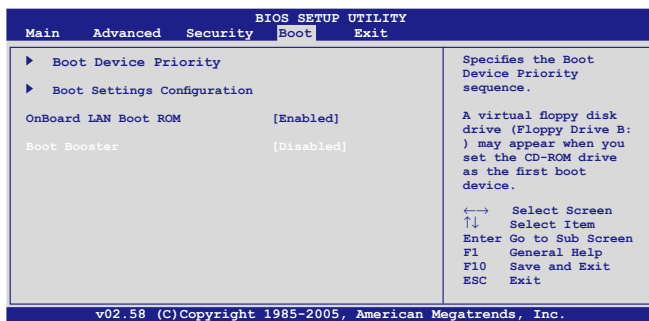 BIOS SETUP UTILITY
Main Advanced Security Boot Exit
Boot Device Priority
Boot Settings Configuration
OnBoard LAN Boot ROM [Enabled]
Boot Booster [Disabled]
Specifies the Boot
Device Priority
sequence.
A virtual floppy disk
drive (Floppy Drive B:
) may appear when you
set the CD-ROM drive
as the first boot
device.
←→ Select Screen
↑↓ Select Item
Enter Go to Sub Screen
F1 General Help
F10 Save and Exit
ESC Exit
v02.58 (C)Copyright 1985-2005, American Megatrends, Inc.